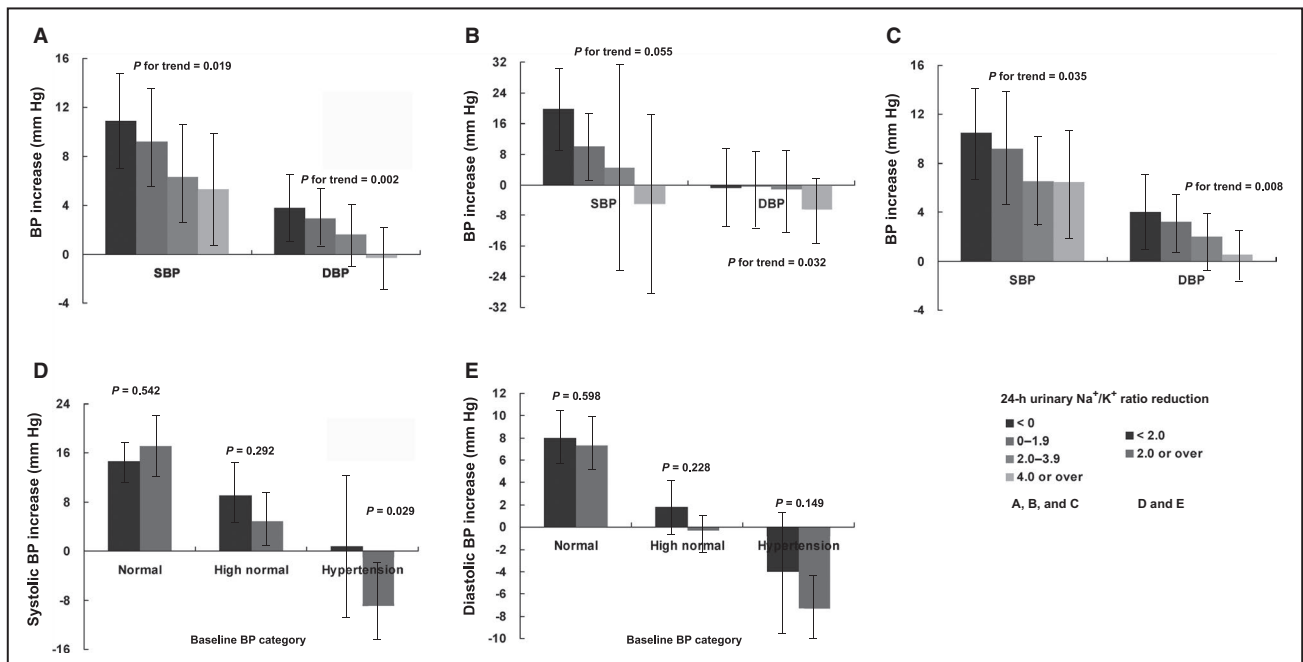 A
16
12
8
4
0
-4
BP increase (mm Hg)
P for trend = 0.019
P for trend = 0.002
SBP
DBP
B
32
24
16
8
0
-8
-16
-24
-32
BP increase (mm Hg)
P for trend = 0.055
SBP
DBP
P for trend = 0.032
C
16
12
8
4
0
-4
BP increase (mm Hg)
P for trend = 0.035
P for trend = 0.008
SBP
DBP
D
24
16
8
0
-8
-16
Systolic BP increase (mm Hg)
P = 0.542
P = 0.292
P = 0.029
Normal
High normal
Hypertension
Baseline BP category
E
12
10
8
6
4
2
0
-2
-4
-6
-8
-10
Diastolic BP increase (mm Hg)
P = 0.598
P = 0.228
P = 0.149
Normal
High normal
Hypertension
Baseline BP category
24-h urinary Na⁺/K⁺ ratio reduction
< 0
0–1.9
2.0–3.9
4.0 or over
A, B, and C
< 2.0
2.0 or over
D and E